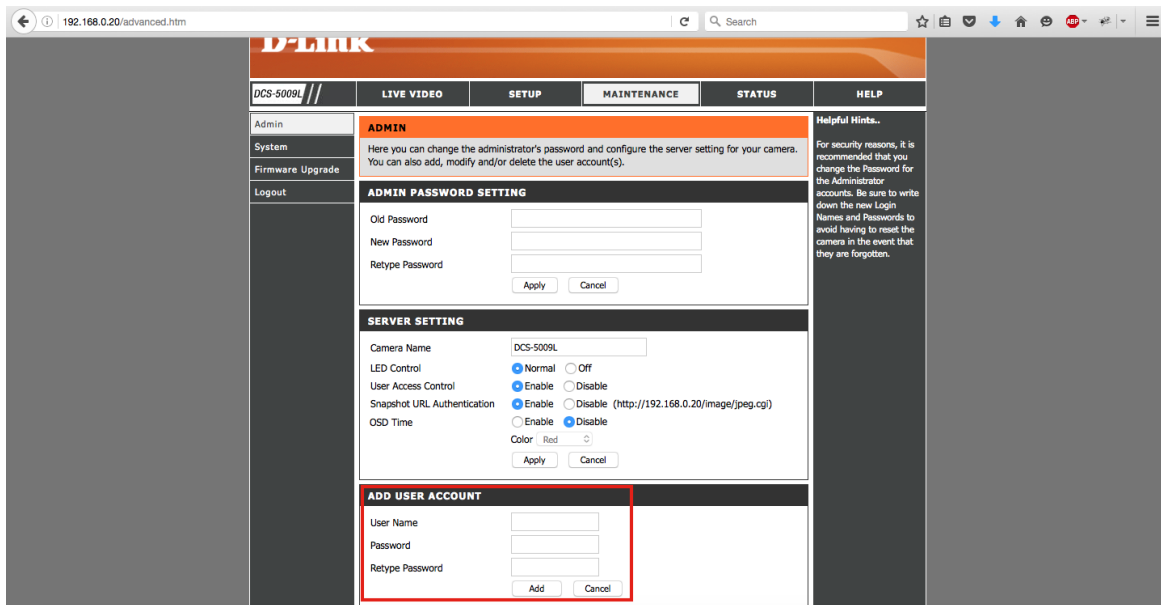 192.168.0.20/advanced.htm
Search
ABP
D-Link
DCS-5009L
LIVE VIDEO
SETUP
MAINTENANCE
STATUS
HELP
Admin
System
Firmware Upgrade
Logout
ADMIN
Here you can change the administrator's password and configure the server setting for your camera.
You can also add, modify and/or delete the user account(s).
ADMIN PASSWORD SETTING
Old Password
New Password
Retype Password
Apply
Cancel
SERVER SETTING
Camera Name
DCS-5009L
LED Control
Normal
Off
User Access Control
Enable
Disable
Snapshot URL Authentication
Enable
Disable (http://192.168.0.20/image/jpeg.cgi)
OSD Time
Enable
Disable
Color
Red
Apply
Cancel
ADD USER ACCOUNT
User Name
Password
Retype Password
Add
Cancel
Helpful Hints..
For security reasons, it is
recommended that you
change the Password for
the Administrator
accounts. Be sure to write
down the new Login
Names and Passwords to
avoid having to reset the
camera in the event that
they are forgotten.